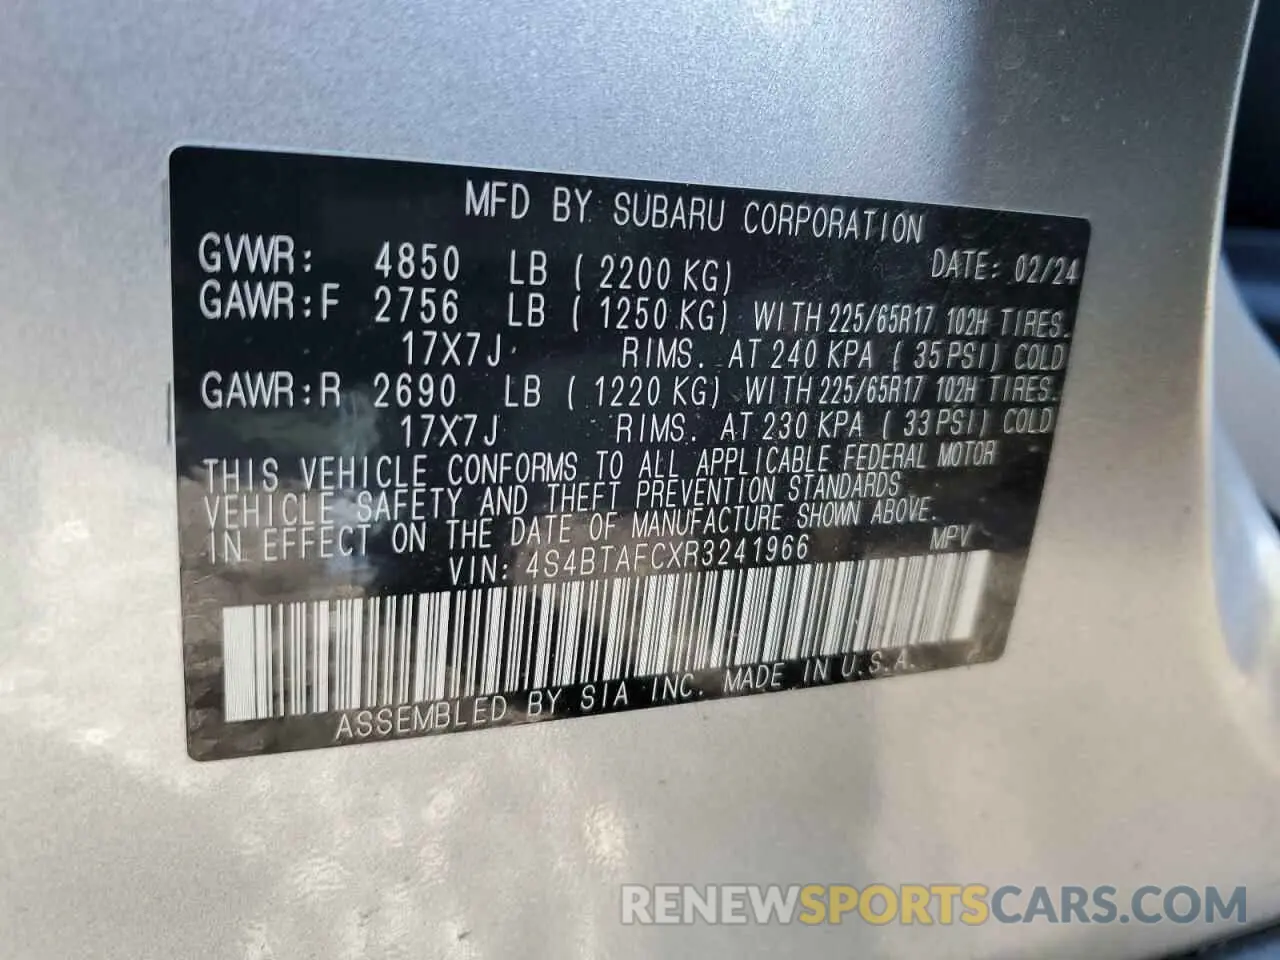 MFD BY SUBARU CORPORATION
GVWR: 4850 LB (2200 KG) DATE: 02/24
GAWR:F 2756 LB (1250 KG) WITH 225/65R17 102H TIRES.
17X7J RIMS. AT 240 KPA (35 PSI) COLD
GAWR:R 2690 LB (1220 KG) WITH 225/65R17 102H TIRES.
17X7J RIMS. AT 230 KPA (33 PSI) COLD
THIS VEHICLE CONFORMS TO ALL APPLICABLE FEDERAL MOTOR
VEHICLE SAFETY AND THEFT PREVENTION STANDARDS
IN EFFECT ON THE DATE OF MANUFACTURE SHOWN ABOVE.
VIN: 4S4BTAFCXR3241966 MPV
ASSEMBLED BY SIA INC. MADE IN U.S.A.
RENEWSPORTSCARS.COM